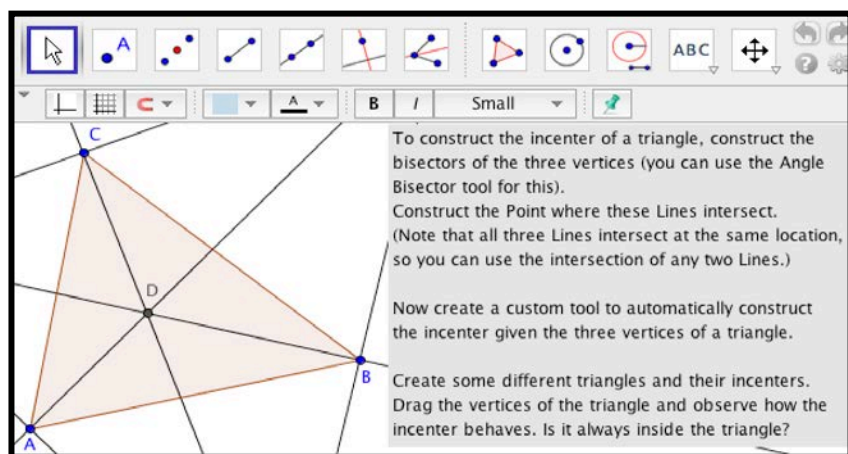 A
ABC
A
B
I
Small
To construct the incenter of a triangle, construct the
bisectors of the three vertices (you can use the Angle
Bisector tool for this).
Construct the Point where these Lines intersect.
(Note that all three Lines intersect at the same location,
so you can use the intersection of any two Lines.)
Now create a custom tool to automatically construct
the incenter given the three vertices of a triangle.
Create some different triangles and their incenters.
Drag the vertices of the triangle and observe how the
incenter behaves. Is it always inside the triangle?
C
D
B
A